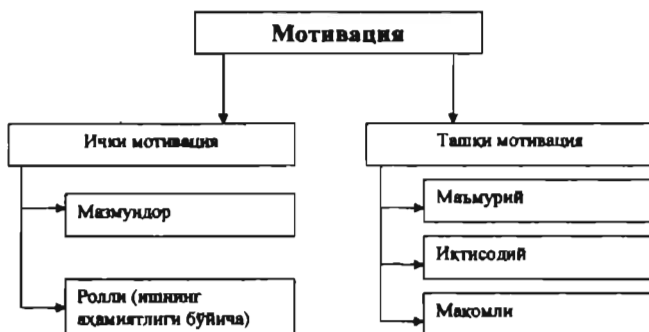 Мотивация
Ички мотивация
Мазмундор
Ролли (ишнинг
аҳамиятлиги бўйича)
Ташқи мотивация
Маъмурий
Иқтисодий
Мақомли